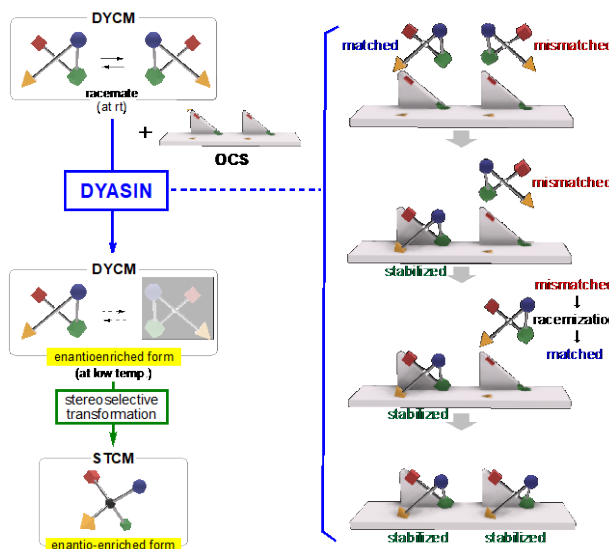 DYCM
racemate
(at rt)
+
OCS
DYASIN
DYCM
enantioenriched form
(at low temp.)
stereoselective
transformation
STCM
enantio-enriched form
matched
mismatched
mismatched
stabilized
mismatched
racemization
matched
stabilized
stabilized
stabilized